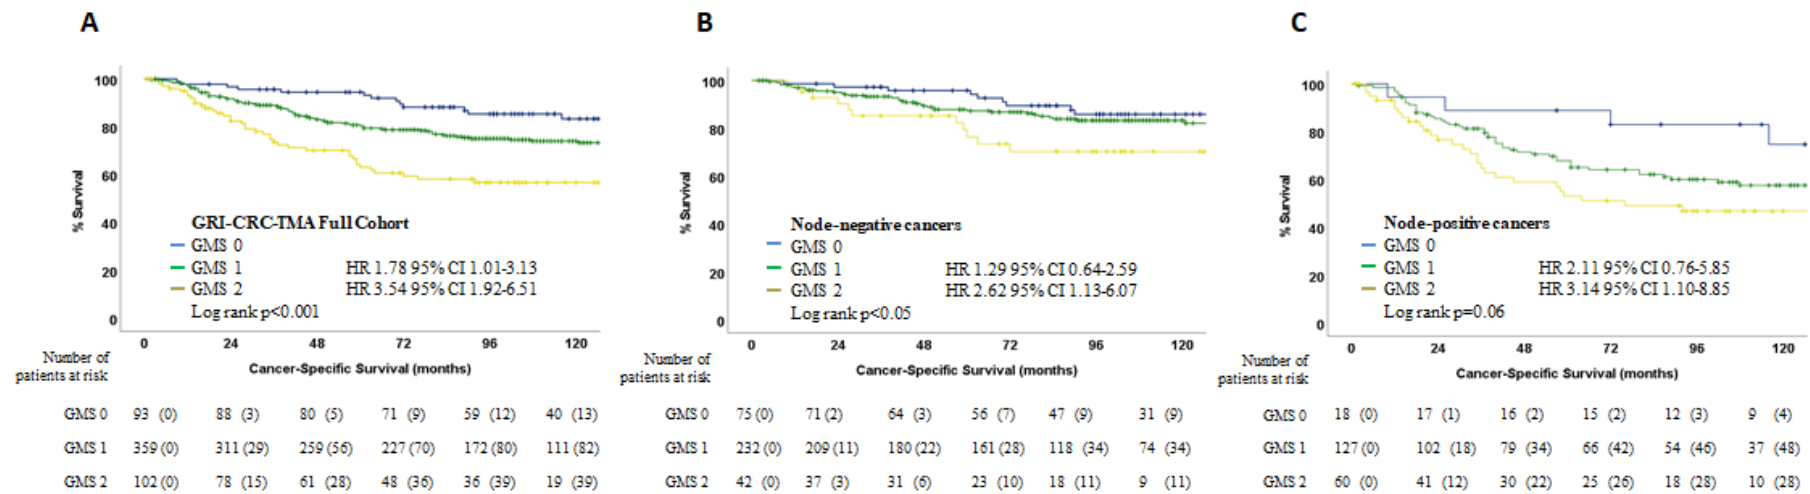 A
100
80
60
40
20
0
% Survival
GRI-CRC-TMA Full Cohort
GMS 0
GMS 1 HR 1.78 95% CI 1.01-3.13
GMS 2 HR 3.54 95% CI 1.92-6.51
Log rank p<0.001
0 24 48 72 96 120
Cancer-Specific Survival (months)
Number of
patients at risk
GMS 0 93 (0) 88 (3) 80 (5) 71 (9) 59 (12) 40 (13)
GMS 1 359 (0) 311 (29) 259 (56) 227 (70) 172 (80) 111 (82)
GMS 2 102 (0) 78 (15) 61 (28) 48 (36) 36 (39) 19 (39)
B
100
80
60
40
20
0
% Survival
Node-negative cancers
GMS 0
GMS 1 HR 1.29 95% CI 0.64-2.59
GMS 2 HR 2.62 95% CI 1.13-6.07
Log rank p<0.05
0 24 48 72 96 120
Cancer-Specific Survival (months)
Number of
patients at risk
GMS 0 75 (0) 71 (2) 64 (3) 56 (7) 47 (9) 31 (9)
GMS 1 232 (0) 209 (11) 180 (22) 161 (28) 118 (34) 74 (34)
GMS 2 42 (0) 37 (3) 31 (6) 23 (10) 18 (11) 9 (11)
C
100
80
60
40
20
0
% Survival
Node-positive cancers
GMS 0
GMS 1 HR 2.11 95% CI 0.76-5.85
GMS 2 HR 3.14 95% CI 1.10-8.85
Log rank p=0.06
0 24 48 72 96 120
Cancer-Specific Survival (months)
Number of
patients at risk
GMS 0 18 (0) 17 (1) 16 (2) 15 (2) 12 (3) 9 (4)
GMS 1 127 (0) 102 (18) 79 (34) 66 (42) 54 (46) 37 (48)
GMS 2 60 (0) 41 (12) 30 (22) 25 (26) 18 (28) 10 (28)